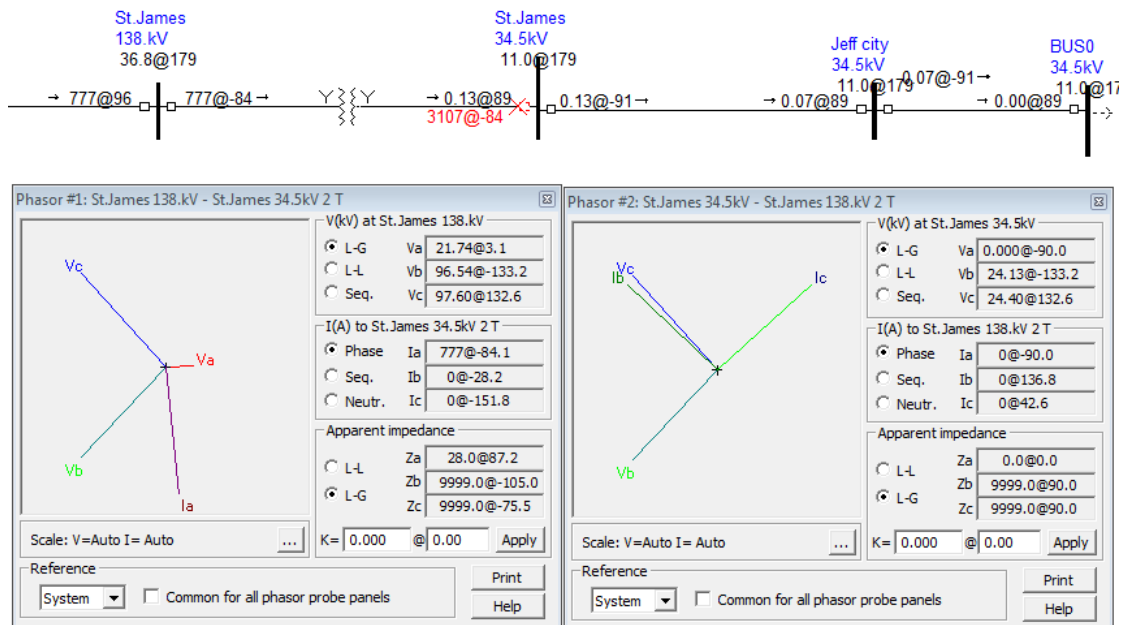 St.James
138.kV
36.8@179
St.James
34.5kV
11.0@179
Jeff city
34.5kV
11.0@179
BUS0
34.5kV
11.0@17
→ 777@96
777@-84 →
→ 0.13@89
3107@-84
0.13@-91 →
→ 0.07@89
0.07@-91 →
→ 0.00@89
Phasor #1: St.James 138.kV - St.James 34.5kV 2 T
Vc
Va
Vb
Ia
V(kV) at St.James 138.kV
L-G Va 21.74@3.1
L-L Vb 96.54@-133.2
Seq. Vc 97.60@132.6
I(A) to St.James 34.5kV 2 T
Phase Ia 777@-84.1
Seq. Ib 0@-28.2
Neutr. Ic 0@-151.8
Apparent impedance
L-L Za 28.0@87.2
L-G Zb 9999.0@-105.0
Zc 9999.0@-75.5
Scale: V=Auto I= Auto ...
K= 0.000 @ 0.00 Apply
Reference
System Common for all phasor probe panels
Print
Help
Phasor #2: St.James 34.5kV - St.James 138.kV 2 T
Vc
Ib
Ic
Vb
V(kV) at St.James 34.5kV
L-G Va 0.000@-90.0
L-L Vb 24.13@-133.2
Seq. Vc 24.40@132.6
I(A) to St.James 138.kV 2 T
Phase Ia 0@-90.0
Seq. Ib 0@136.8
Neutr. Ic 0@42.6
Apparent impedance
L-L Za 0.0@0.0
L-G Zb 9999.0@90.0
Zc 9999.0@90.0
Scale: V=Auto I= Auto ...
K= 0.000 @ 0.00 Apply
Reference
System Common for all phasor probe panels
Print
Help